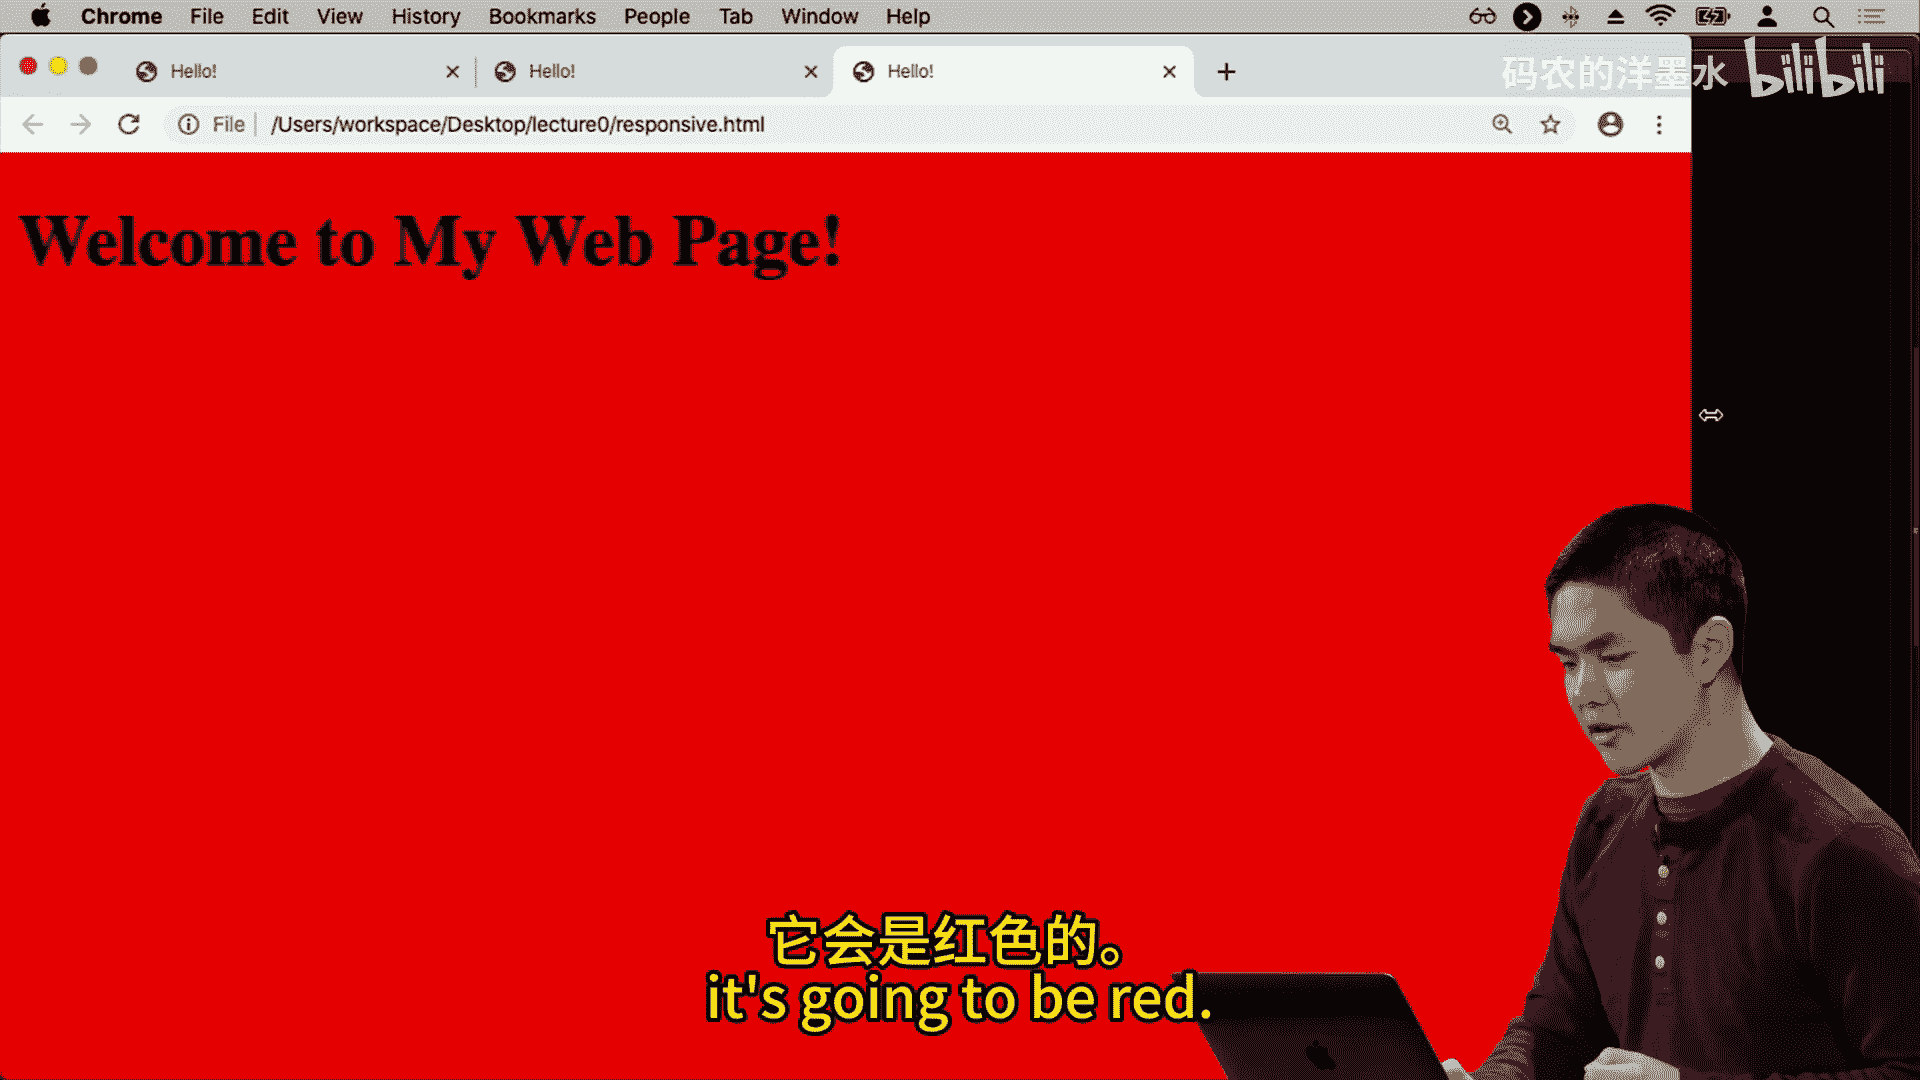 Chrome File Edit View History Bookmarks People Tab Window Help
Hello! Hello! Hello!
码农的洋墨水 bilibili
File /Users/workspace/Desktop/lecture0/responsive.html
Welcome to My Web Page!
它会是红色的。
it's going to be red.